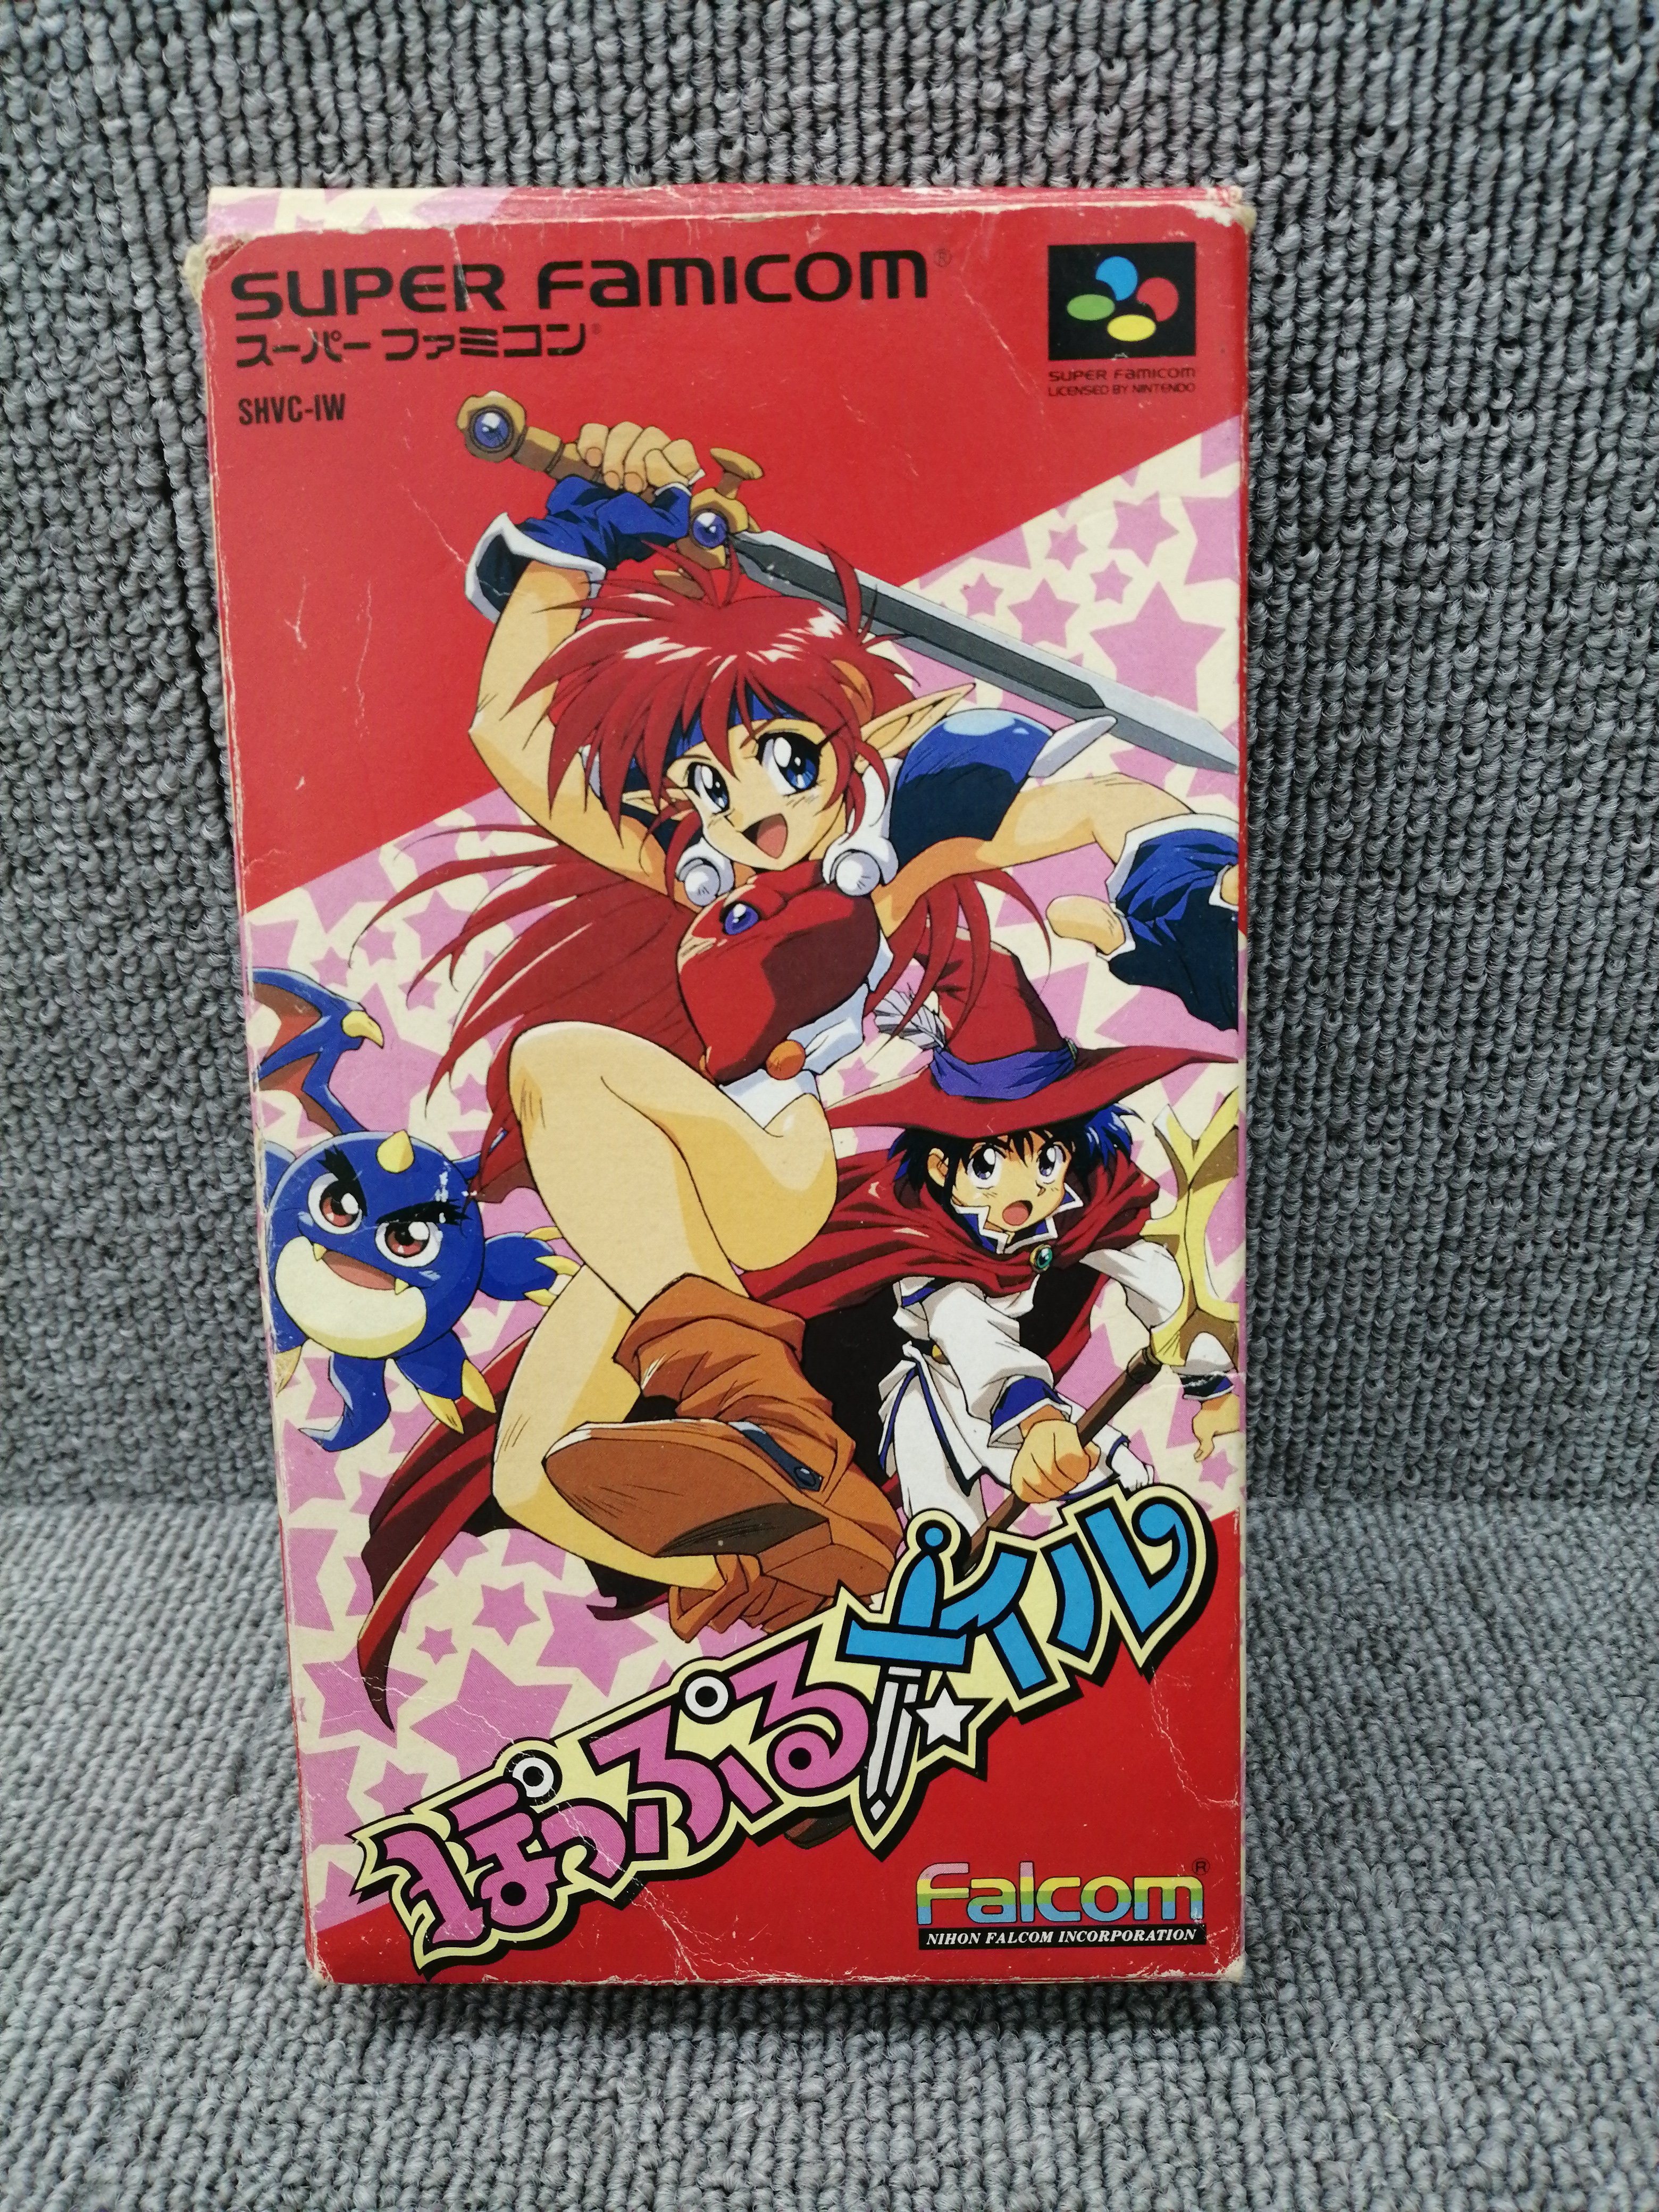 SUPER FAMICOM®
スーパーファミコン®
SUPER FAMICOM
LICENSED BY NINTENDO
SHVC-IW
ぽっぷるメイル
Falcom®
NIHON FALCOM INCORPORATION